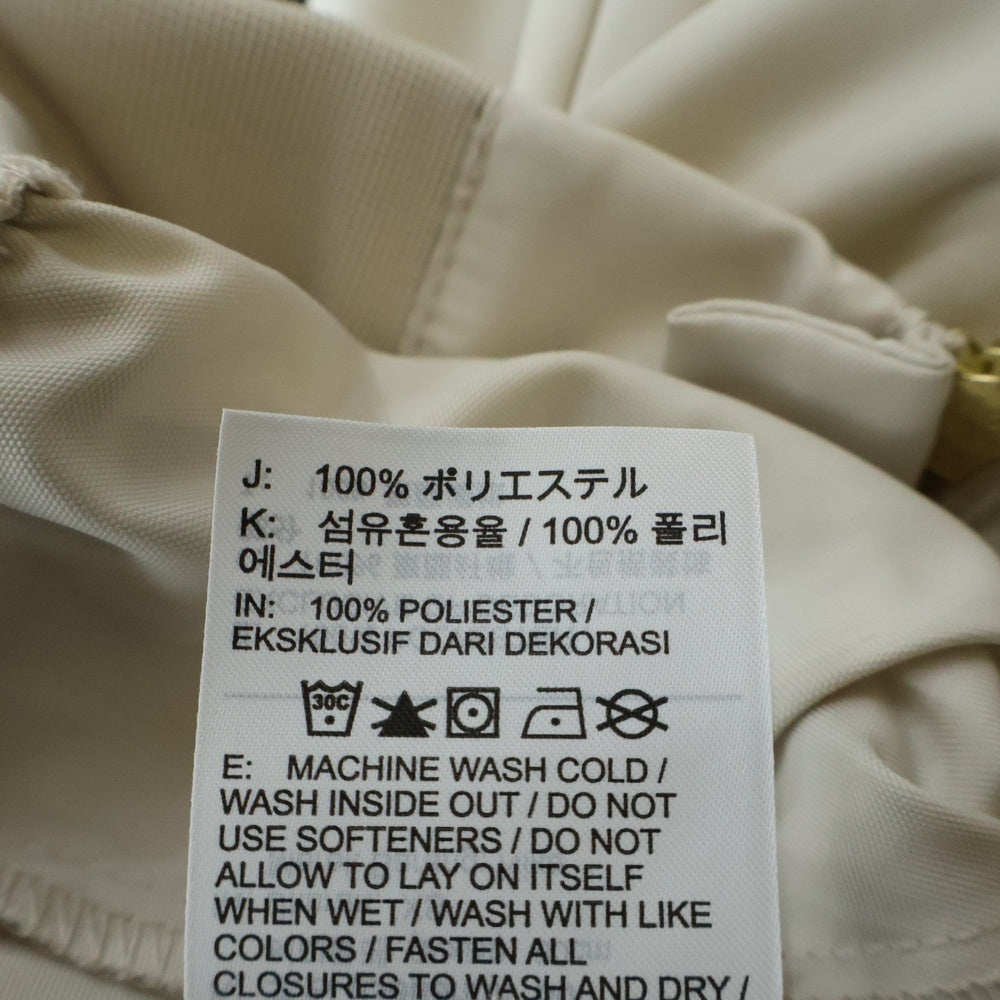 J: 100% ポリエステル
K: 섬유혼용율 / 100% 폴리
에스터
IN: 100% POLIESTER /
EKSKLUSIF DARI DEKORASI
30C
E: MACHINE WASH COLD /
WASH INSIDE OUT / DO NOT
USE SOFTENERS / DO NOT
ALLOW TO LAY ON ITSELF
WHEN WET / WASH WITH LIKE
COLORS / FASTEN ALL
CLOSURES TO WASH AND DRY /